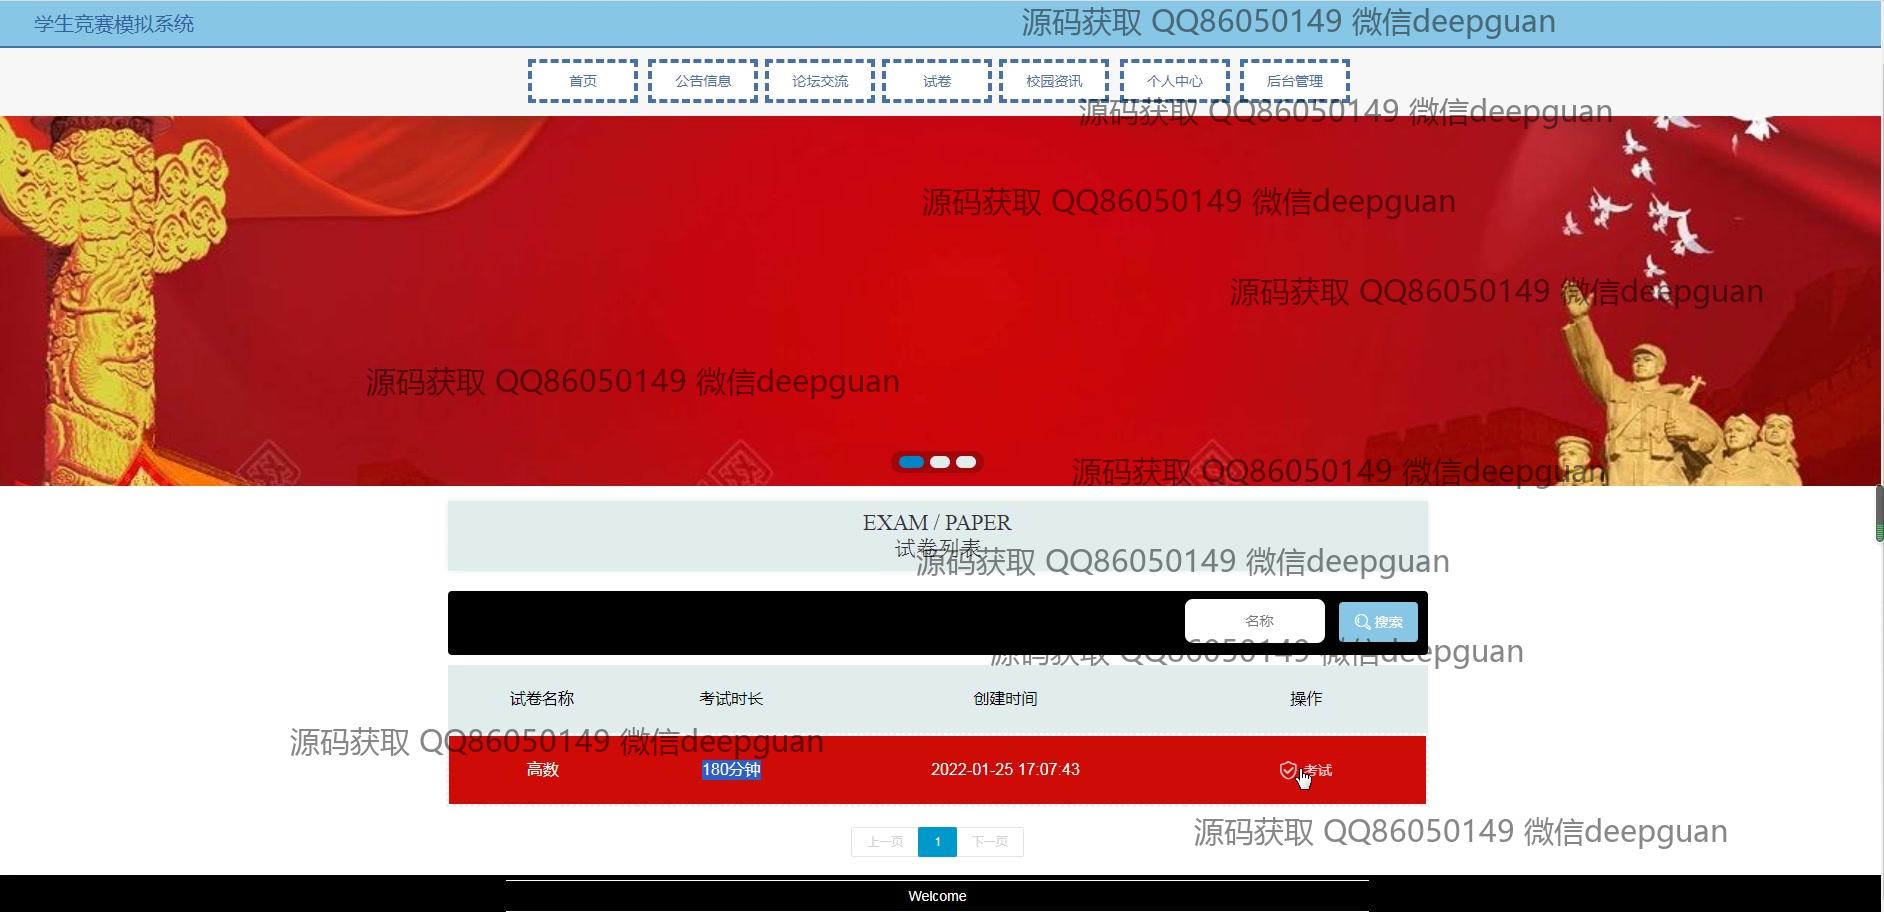 学生竞赛模拟系统
源码获取 QQ86050149 微信deepguan
首页 公告信息 论坛交流 试卷 校园资讯 个人中心 后台管理
源码获取 QQ86050149 微信deepguan
源码获取 QQ86050149 微信deepguan
源码获取 QQ86050149 微信deepguan
源码获取 QQ86050149 微信deepguan
源码获取 QQ86050149 微信deepguan
EXAM / PAPER
试卷列表
源码获取 QQ86050149 微信deepguan
名称 搜索
源码获取 QQ86050149 微信deepguan
试卷名称 考试时长 创建时间 操作
源码获取 QQ86050149 微信deepguan
高数 180分钟 2022-01-25 17:07:43 考试
源码获取 QQ86050149 微信deepguan
上一页 1 下一页
Welcome